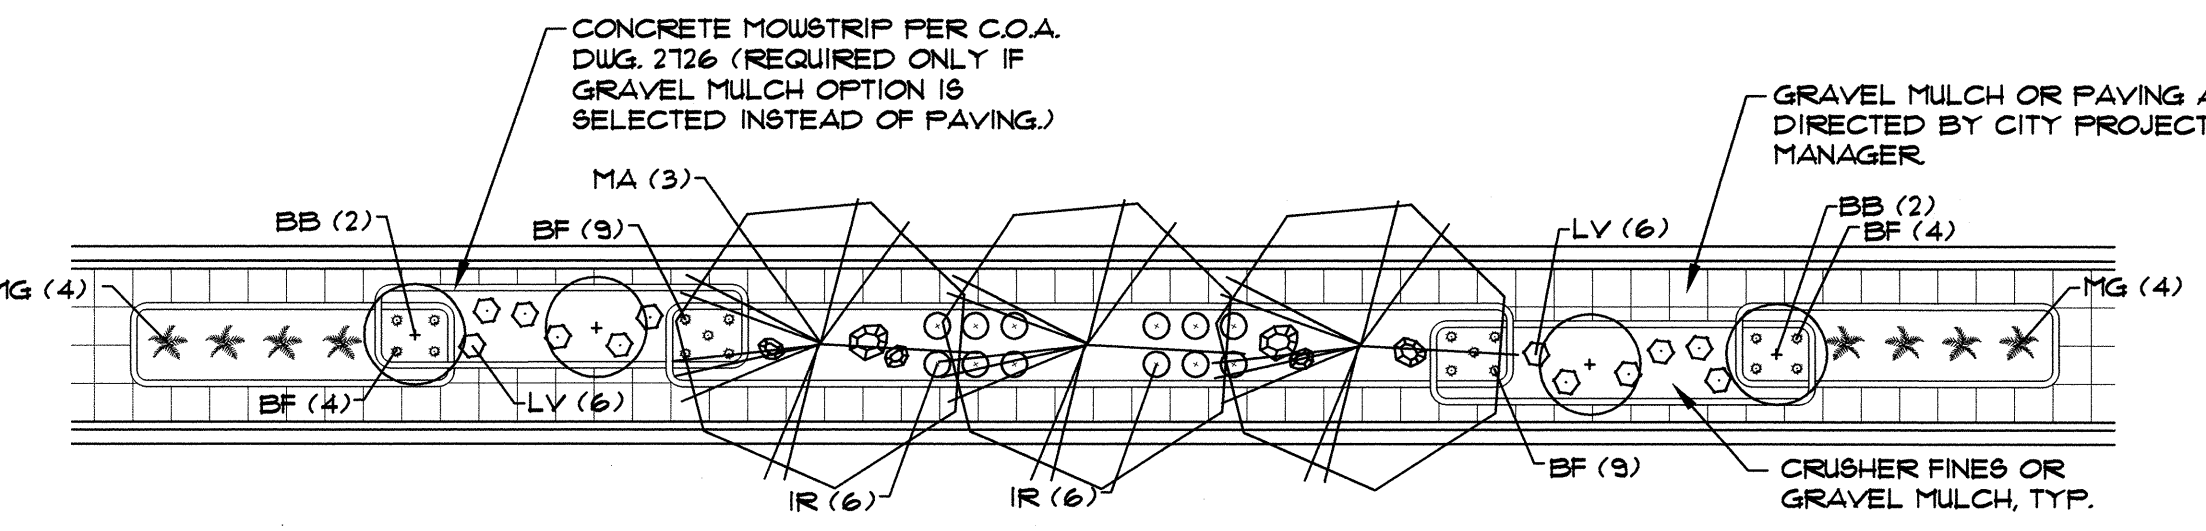 CONCRETE MOWSTRIP PER C.O.A.
DWG. 2726 (REQUIRED ONLY IF
GRAVEL MULCH OPTION IS
SELECTED INSTEAD OF PAVING.)
GRAVEL MULCH OR PAVING A
DIRECTED BY CITY PROJECT
MANAGER
MA (3)
BB (2)
BF (9)
LV (6)
BB (2)
BF (4)
MG (4)
MG (4)
BF (4)
LV (6)
IR (6)
IR (6)
BF (9)
CRUSHER FINES OR
GRAVEL MULCH, TYP.